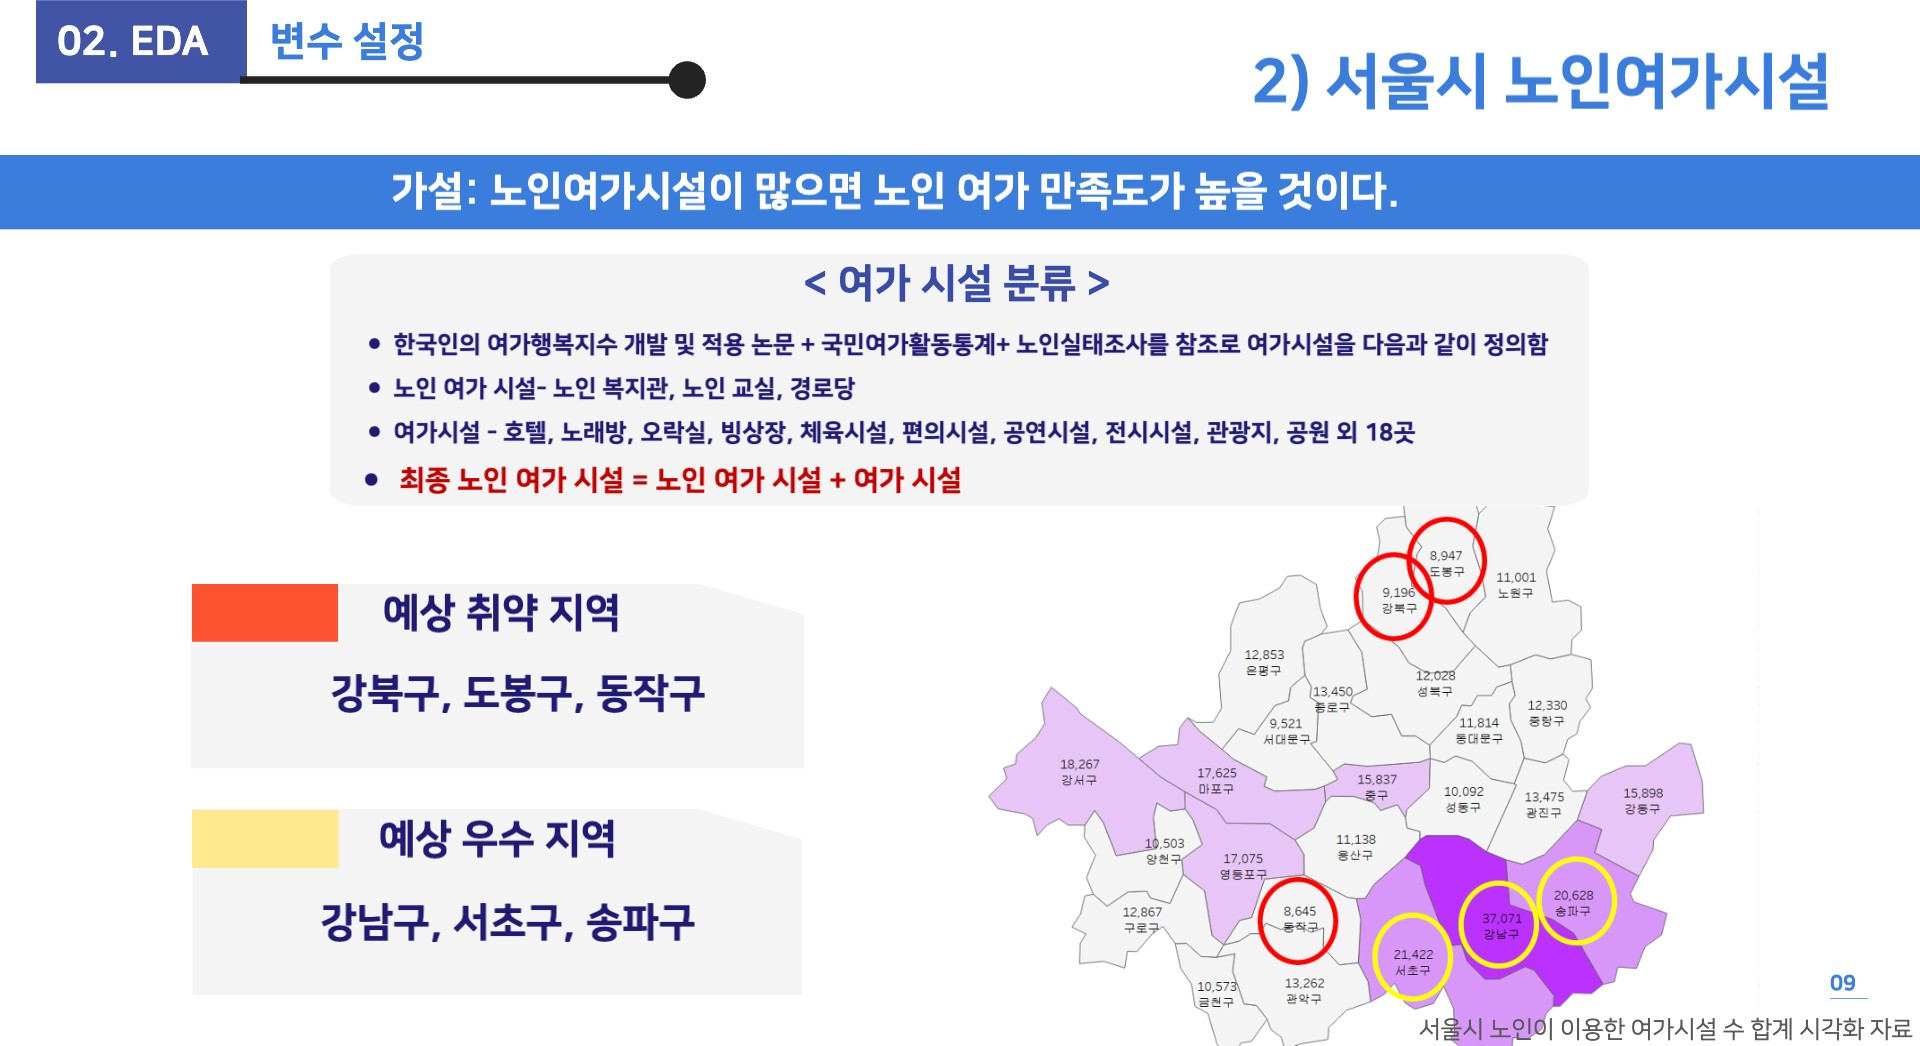 02. EDA
변수 설정
2) 서울시 노인여가시설
가설: 노인여가시설이 많으면 노인 여가 만족도가 높을 것이다.
< 여가 시설 분류 >
• 한국인의 여가행복지수 개발 및 적용 논문 + 국민여가활동통계+ 노인실태조사를 참조로 여가시설을 다음과 같이 정의함
• 노인 여가 시설- 노인 복지관, 노인 교실, 경로당
• 여가시설 - 호텔, 노래방, 오락실, 빙상장, 체육시설, 편의시설, 공연시설, 전시시설, 관광지, 공원 외 18곳
• 최종 노인 여가 시설 = 노인 여가 시설 + 여가 시설
예상 취약 지역
강북구, 도봉구, 동작구
예상 우수 지역
강남구, 서초구, 송파구
8,947
도봉구
9,196
강북구
11,001
노원구
12,853
은평구
13,450
종로구
12,028
성북구
12,330
중랑구
9,521
서대문구
11,814
동대문구
18,267
강서구
17,625
마포구
15,837
중구
10,092
성동구
13,475
광진구
15,898
강동구
10,503
양천구
17,075
영등포구
11,138
용산구
12,867
구로구
8,645
동작구
21,422
서초구
37,071
강남구
20,628
송파구
10,573
금천구
13,262
관악구
09
서울시 노인이 이용한 여가시설 수 합계 시각화 자료